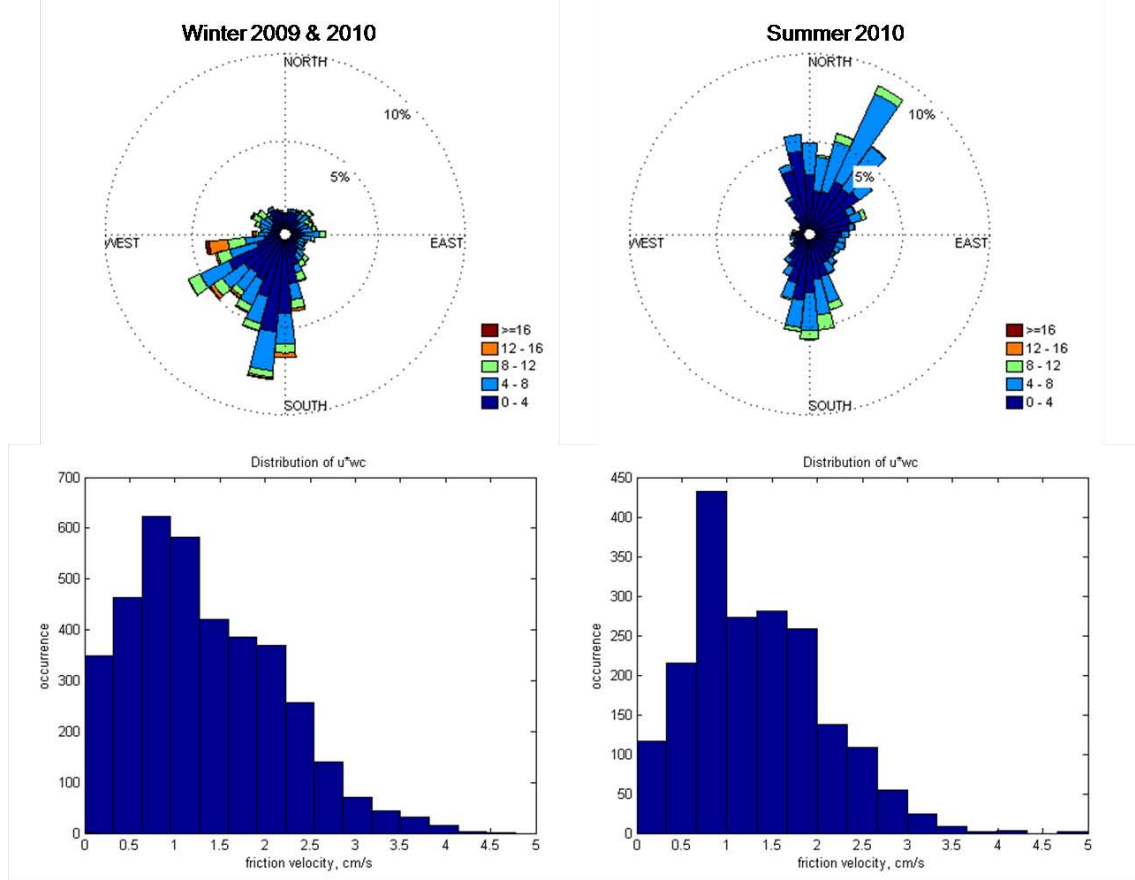 Winter 2009 & 2010
NORTH
10%
5%
WEST
EAST
SOUTH
>=16
12 - 16
8 - 12
4 - 8
0 - 4
Summer 2010
NORTH
10%
5%
WEST
EAST
SOUTH
>=16
12 - 16
8 - 12
4 - 8
0 - 4
Distribution of u*wc
700
600
500
400
300
200
100
0
occurrence
0 0.5 1 1.5 2 2.5 3 3.5 4 4.5 5
friction velocity, cm/s
Distribution of u*wc
450
400
350
300
250
200
150
100
50
0
occurrence
0 0.5 1 1.5 2 2.5 3 3.5 4 4.5 5
friction velocity, cm/s